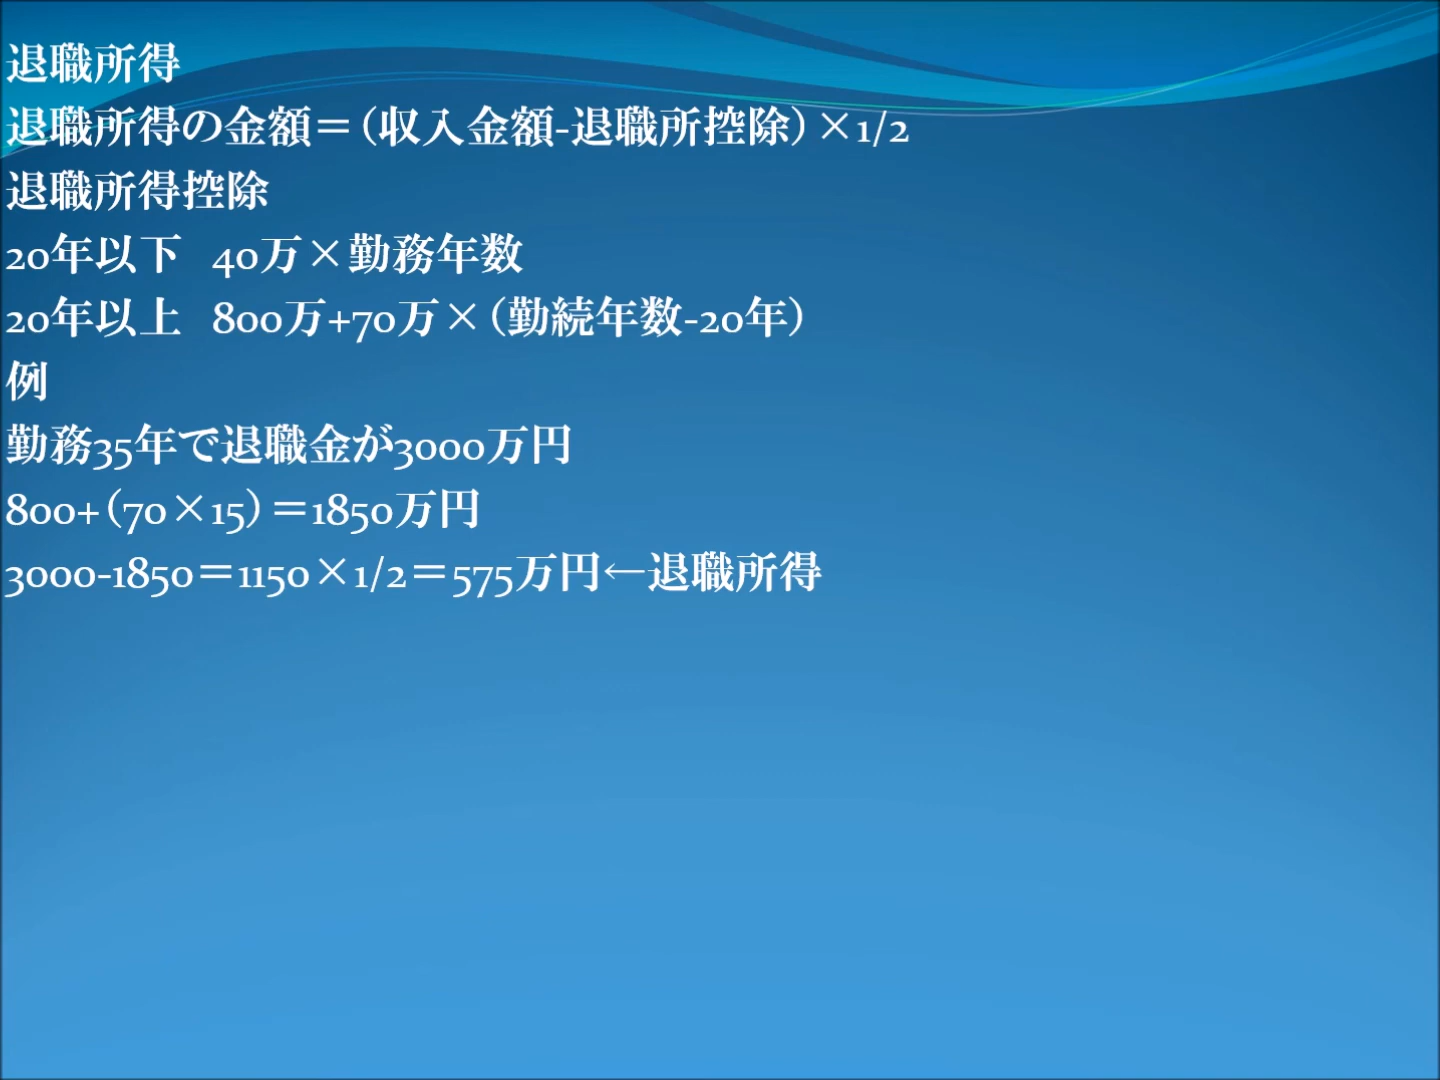 退職所得
退職所得の金額＝（収入金額-退職所控除）×1/2
退職所得控除
20年以下　40万×勤務年数
20年以上　800万+70万×（勤続年数-20年）
例
勤務35年で退職金が3000万円
800+（70×15）＝1850万円
3000-1850＝1150×1/2＝575万円←退職所得